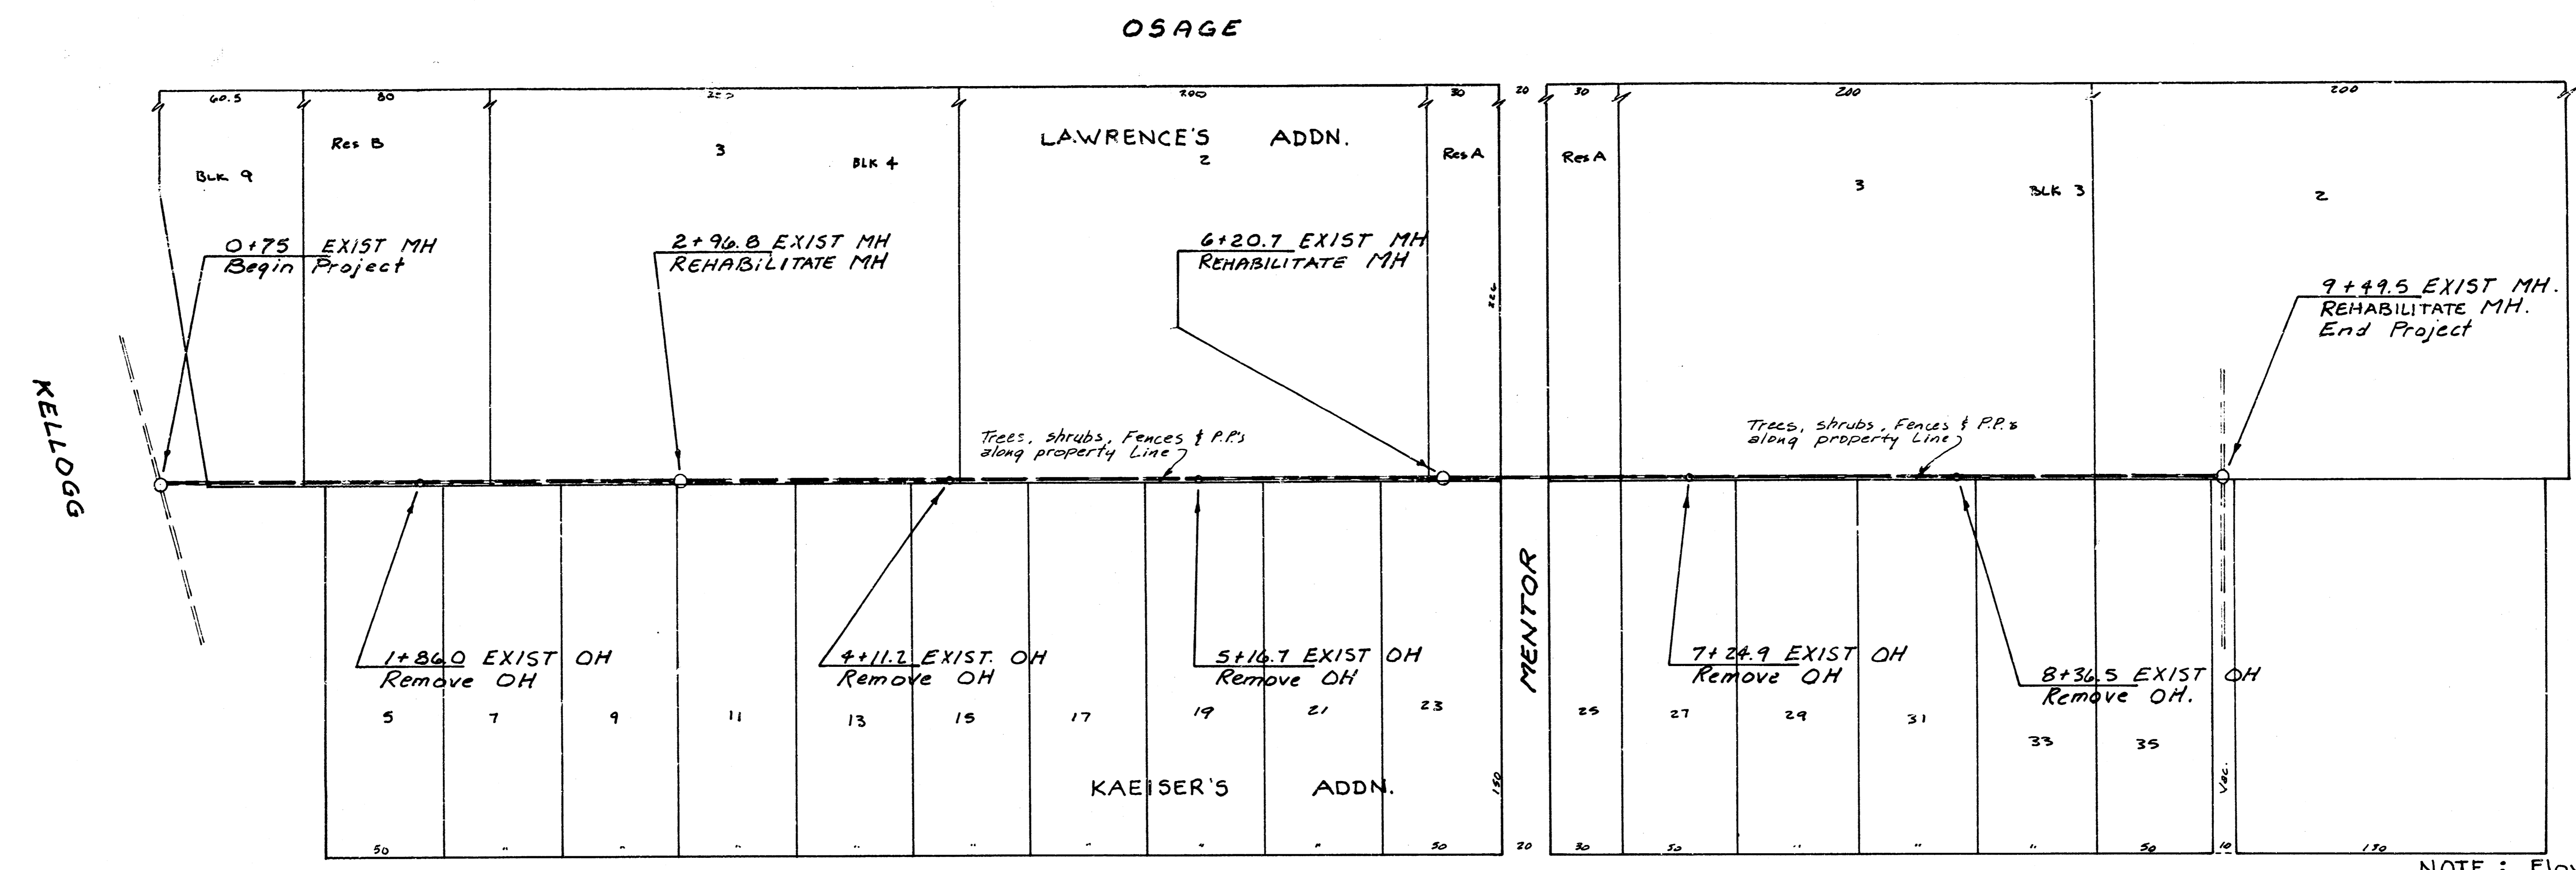 OSAGE
60.5 80 200 30 20 30 200 200
LAWRENCE'S ADDN.
Res B
3
BLK 4
2
Res A
Res A
BLK 9
3
BLK 3
2
0+75 EXIST MH
Begin Project
2+96.8 EXIST MH
REHABILITATE MH
6+20.7 EXIST MH
REHABILITATE MH
9+49.5 EXIST MH.
REHABILITATE MH.
End Project
KELLOGG
Trees, shrubs, Fences & P.P.'s
along property Line
Trees, shrubs, Fences & P.P.'s
along property Line
MENTOR
1+86.0 EXIST OH
Remove OH
4+11.2 EXIST. OH
Remove OH
5+16.7 EXIST OH
Remove OH
7+24.9 EXIST OH
Remove OH
8+36.5 EXIST OH
Remove OH.
5 7 9 11 13 15 17 19 21 23 25 27 29 31 33 35
KAEISER'S ADDN.
150
Vac.
50 " " " " " " " " 50 20 30 50 " " " 50 10 130
NOTE: